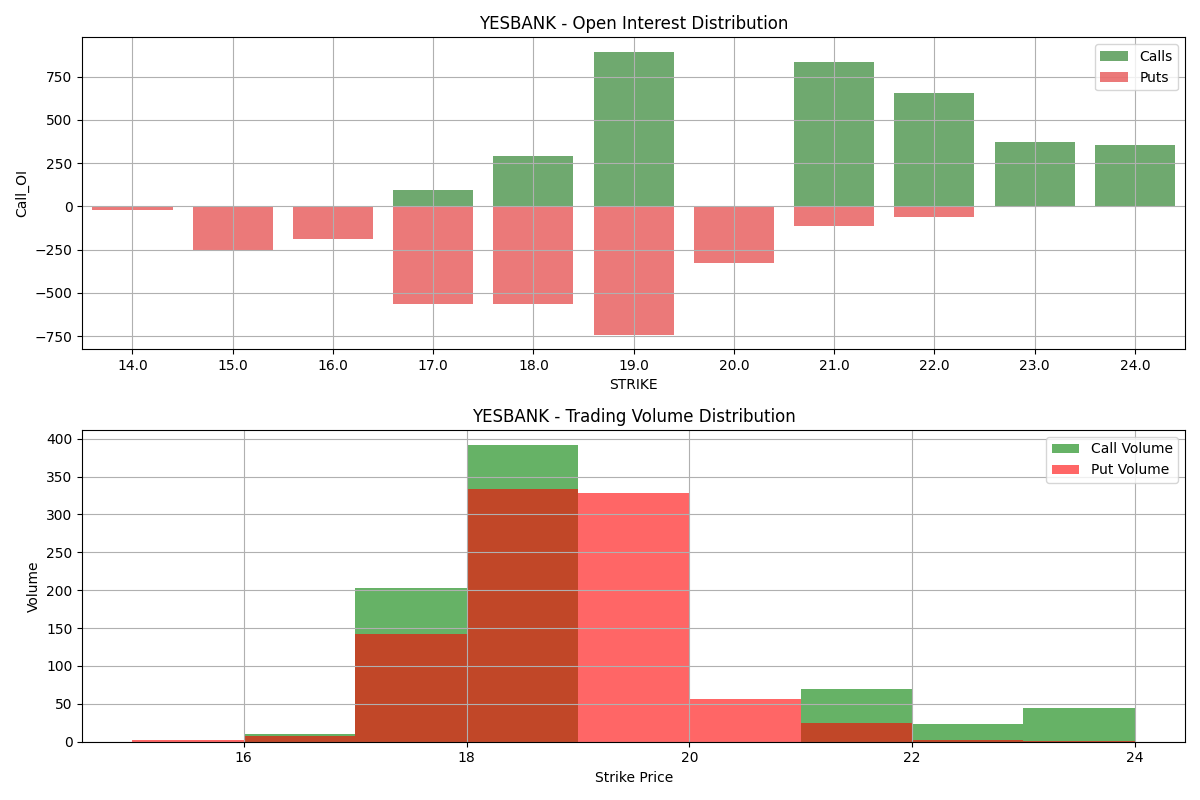 YESBANK - Open Interest Distribution
Calls
Puts
Call_OI
750
500
250
0
−250
−500
−750
14.0 15.0 16.0 17.0 18.0 19.0 20.0 21.0 22.0 23.0 24.0
STRIKE
YESBANK - Trading Volume Distribution
Call Volume
Put Volume
Volume
400
350
300
250
200
150
100
50
0
16 18 20 22 24
Strike Price